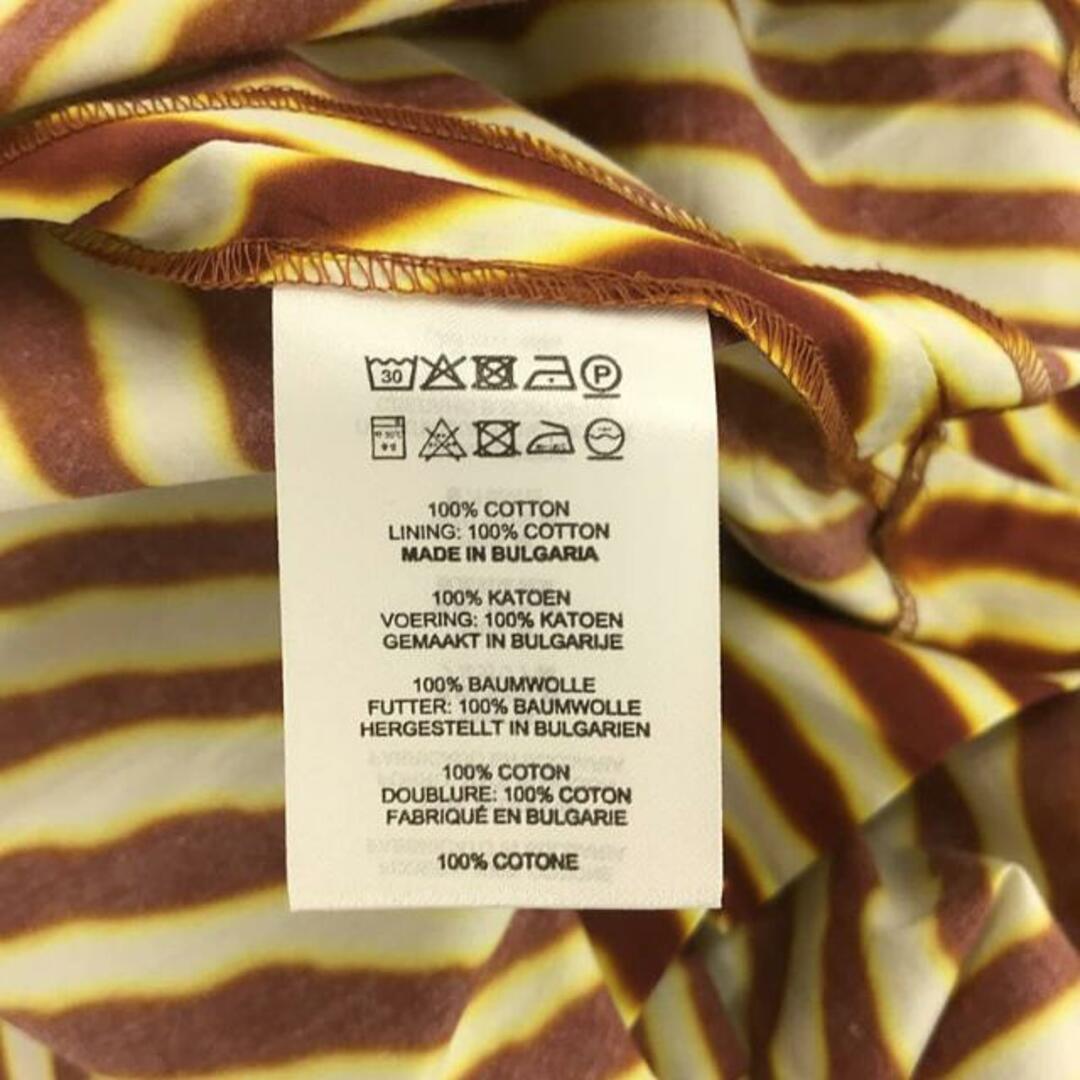 30 P
100% COTTON
LINING: 100% COTTON
MADE IN BULGARIA
100% KATOEN
VOERING: 100% KATOEN
GEMAAKT IN BULGARIJE
100% BAUMWOLLE
FUTTER: 100% BAUMWOLLE
HERGESTELLT IN BULGARIEN
100% COTON
DOUBLURE: 100% COTON
FABRIQUÉ EN BULGARIE
100% COTONE